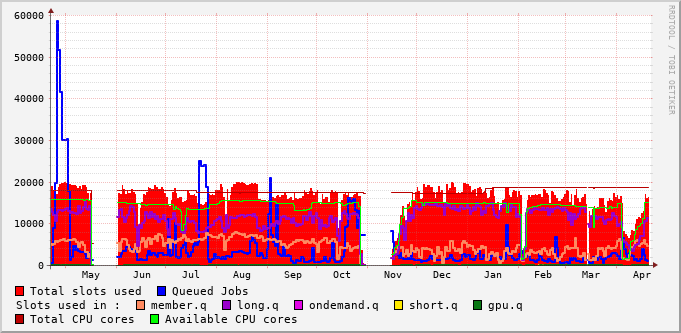 60000
50000
40000
30000
20000
10000
0
May Jun Jul Aug Sep Oct Nov Dec Jan Feb Mar Apr
Total slots used Queued Jobs
Slots used in : member.q long.q ondemand.q short.q gpu.q
Total CPU cores Available CPU cores
RRDTOOL / TOBI OETIKER